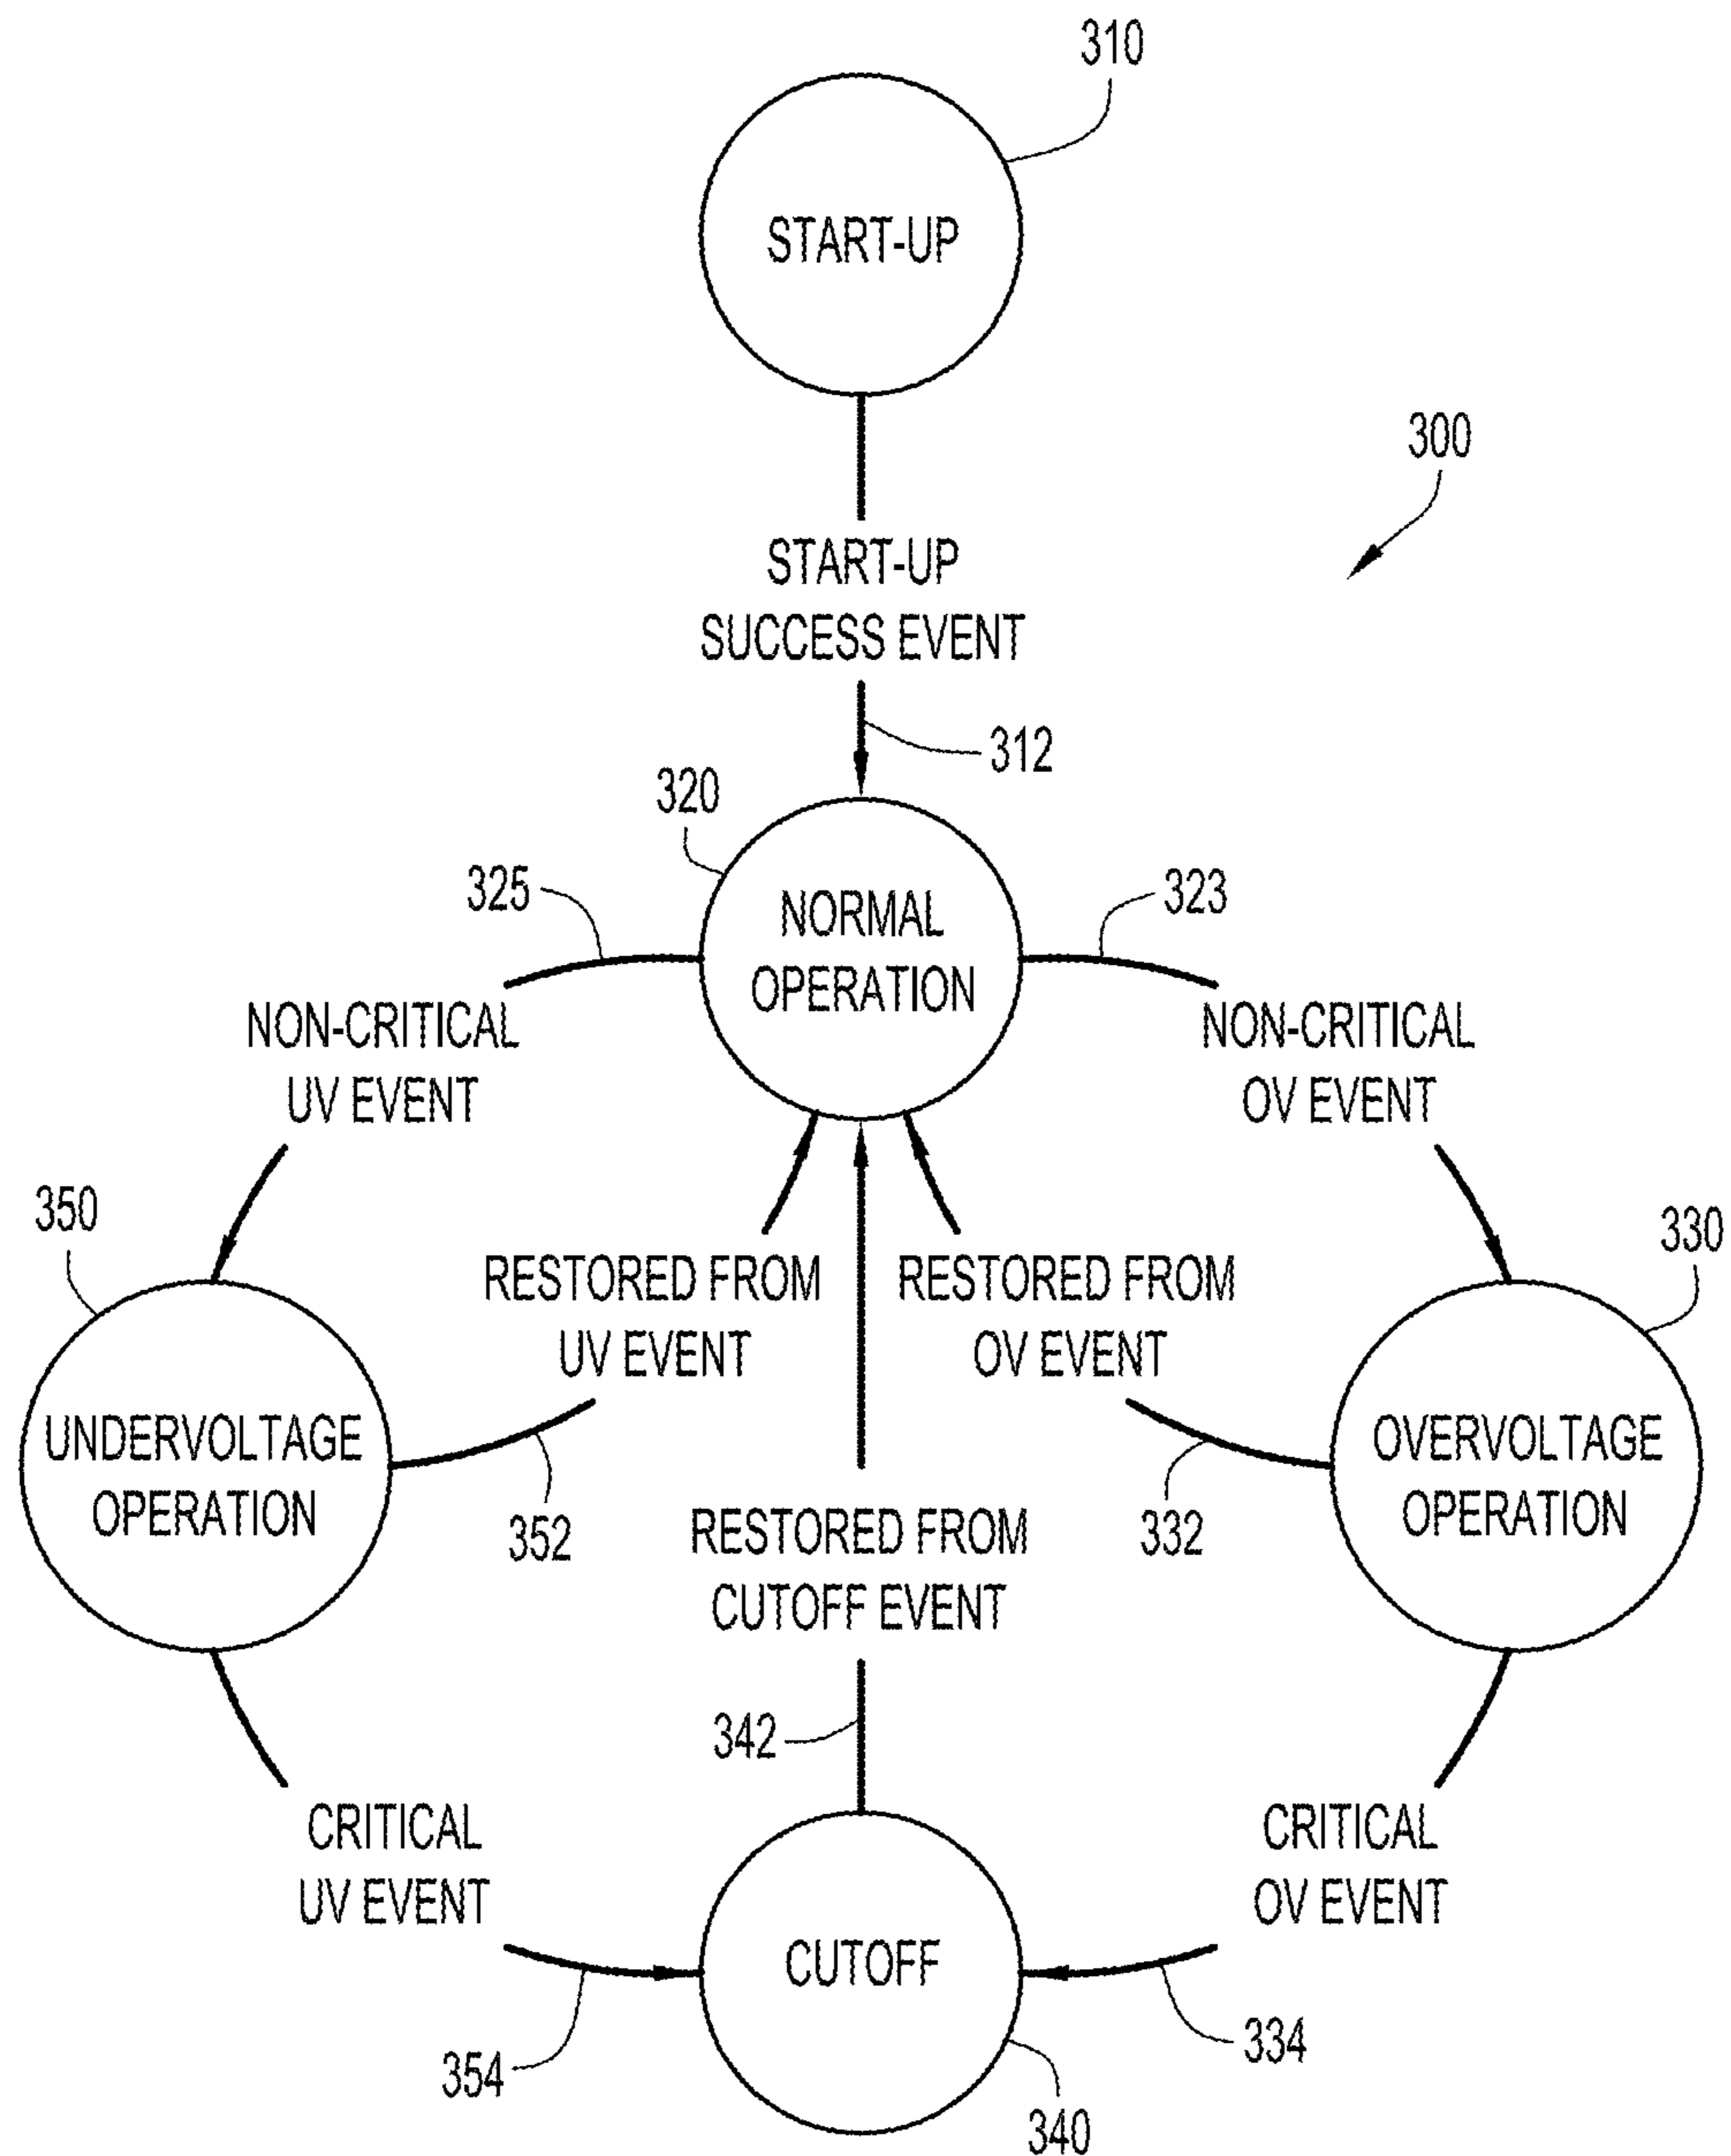 310
START-UP
300
START-UP
SUCCESS EVENT
312
320
325
323
NORMAL
OPERATION
NON-CRITICAL
UV EVENT
NON-CRITICAL
OV EVENT
350
330
RESTORED FROM
UV EVENT
RESTORED FROM
OV EVENT
UNDERVOLTAGE
OPERATION
OVERVOLTAGE
OPERATION
352
332
RESTORED FROM
CUTOFF EVENT
342
CRITICAL
UV EVENT
CRITICAL
OV EVENT
CUTOFF
354
334
340